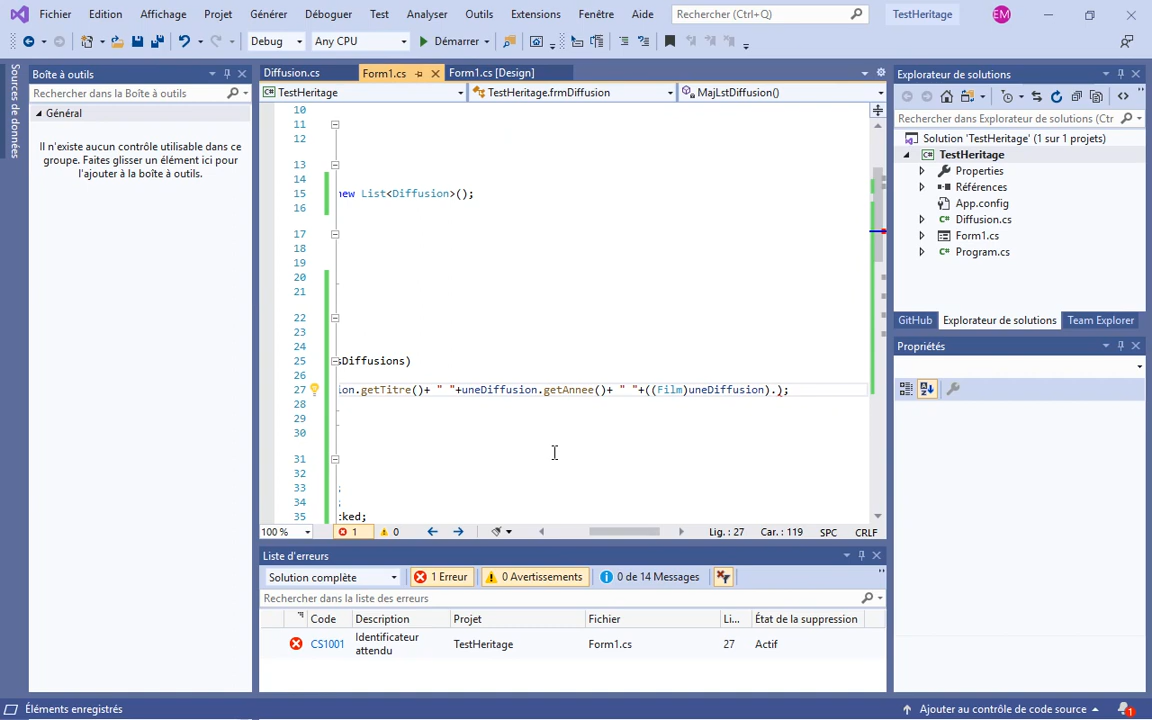 Fichier Edition Affichage Projet Générer Déboguer Test Analyser Outils Extensions Fenêtre Aide Rechercher (Ctrl+Q) TestHeritage EM
Debug Any CPU Démarrer
Sources de données
Boîte à outils
Rechercher dans la Boîte à outils
Général
Il n'existe aucun contrôle utilisable dans ce
groupe. Faites glisser un élément ici pour
l'ajouter à la boîte à outils.
Diffusion.cs Form1.cs Form1.cs [Design]
TestHeritage TestHeritage.frmDiffusion MajLstDiffusion()
10
11
12
13
14
15 new List<Diffusion>();
16
17
18
19
20
21
22
23
24
25 sDiffusions)
26
27 ion.getTitre()+ " "+uneDiffusion.getAnnee()+ " "+((Film)uneDiffusion).);
28
29
30
31
32
33 ;
34 ;
35 cked;
100 % 1 0 Lig. : 27 Car. : 119 SPC CRLF
Liste d'erreurs
Solution complète 1 Erreur 0 Avertissements 0 de 14 Messages
Rechercher dans la liste des erreurs
Code Description Projet Fichier Li... État de la suppression
CS1001 Identificateur attendu TestHeritage Form1.cs 27 Actif
Explorateur de solutions
Rechercher dans Explorateur de solutions (Ctr
Solution 'TestHeritage' (1 sur 1 projets)
TestHeritage
Properties
Références
App.config
Diffusion.cs
Form1.cs
Program.cs
GitHub Explorateur de solutions Team Explorer
Propriétés
Éléments enregistrés Ajouter au contrôle de code source 1